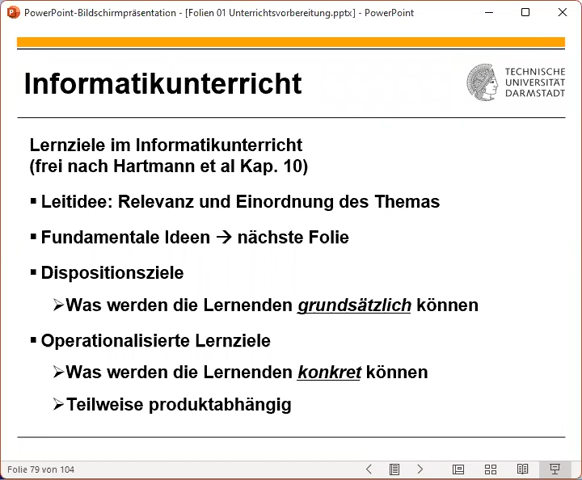 PowerPoint-Bildschirmpräsentation - [Folien 01 Unterrichtsvorbereitung.pptx] - PowerPoint
Informatikunterricht
TECHNISCHE
UNIVERSITÄT
DARMSTADT
Lernziele im Informatikunterricht
(frei nach Hartmann et al Kap. 10)
▪ Leitidee: Relevanz und Einordnung des Themas
▪ Fundamentale Ideen → nächste Folie
▪ Dispositionsziele
➢Was werden die Lernenden grundsätzlich können
▪ Operationalisierte Lernziele
➢Was werden die Lernenden konkret können
➢Teilweise produktabhängig
Folie 79 von 104